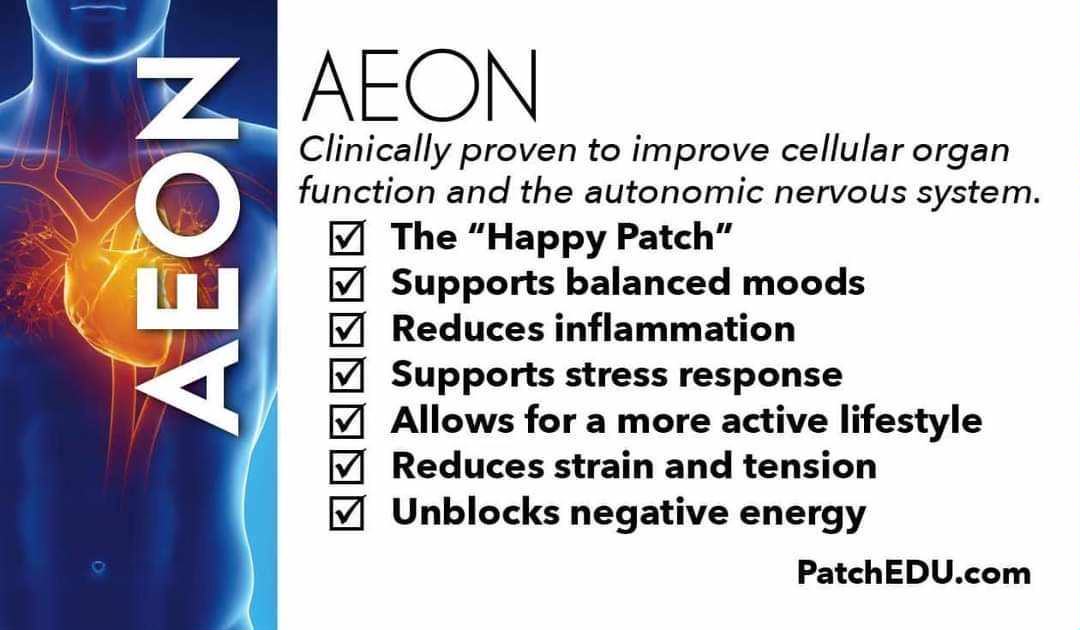 AEON
AEON
Clinically proven to improve cellular organ
function and the autonomic nervous system.
The “Happy Patch”
Supports balanced moods
Reduces inflammation
Supports stress response
Allows for a more active lifestyle
Reduces strain and tension
Unblocks negative energy
PatchEDU.com